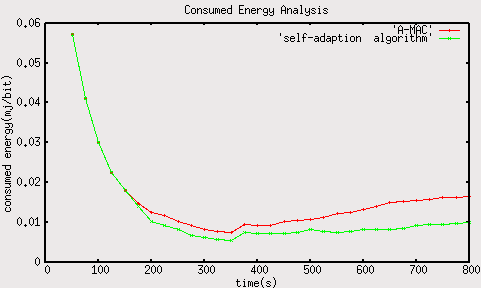 Consumed Energy Analysis
0.06
0.05
0.04
0.03
0.02
0.01
0
'A-MAC'
'self-adaption algorithm'
consumed energy(mj/bit)
0 100 200 300 400 500 600 700 800
time(s)